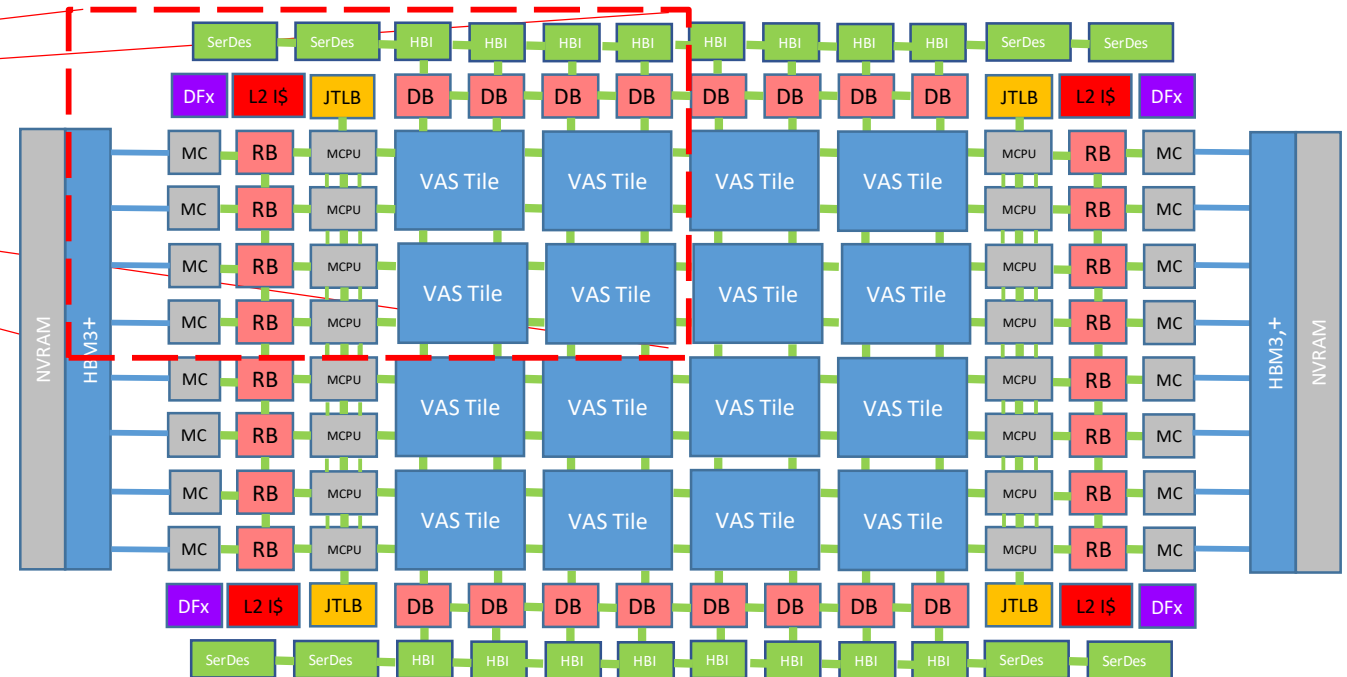 SerDes SerDes HBI HBI HBI HBI HBI HBI HBI HBI SerDes SerDes
DFx L2 I$ JTLB DB DB DB DB DB DB DB DB JTLB L2 I$ DFx
MC RB MCPU MCPU RB MC
VAS Tile VAS Tile VAS Tile VAS Tile
MC RB MCPU MCPU RB MC
MC RB MCPU MCPU RB MC
VAS Tile VAS Tile VAS Tile VAS Tile
MC RB MCPU MCPU RB MC
NVRAM HBM3+ HBM3,+ NVRAM
MC RB MCPU MCPU RB MC
VAS Tile VAS Tile VAS Tile VAS Tile
MC RB MCPU MCPU RB MC
MC RB MCPU MCPU RB MC
VAS Tile VAS Tile VAS Tile VAS Tile
MC RB MCPU MCPU RB MC
DFx L2 I$ JTLB DB DB DB DB DB DB DB DB JTLB L2 I$ DFx
SerDes SerDes HBI HBI HBI HBI HBI HBI HBI HBI SerDes SerDes